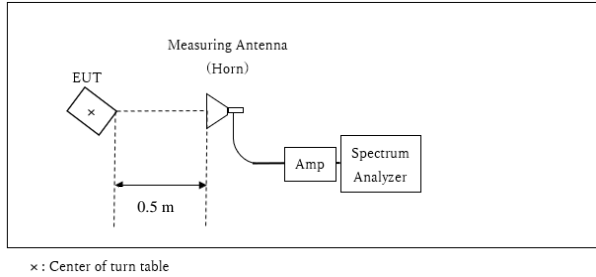 Measuring Antenna
(Horn)
EUT
×
Amp
Spectrum
Analyzer
0.5 m
× : Center of turn table